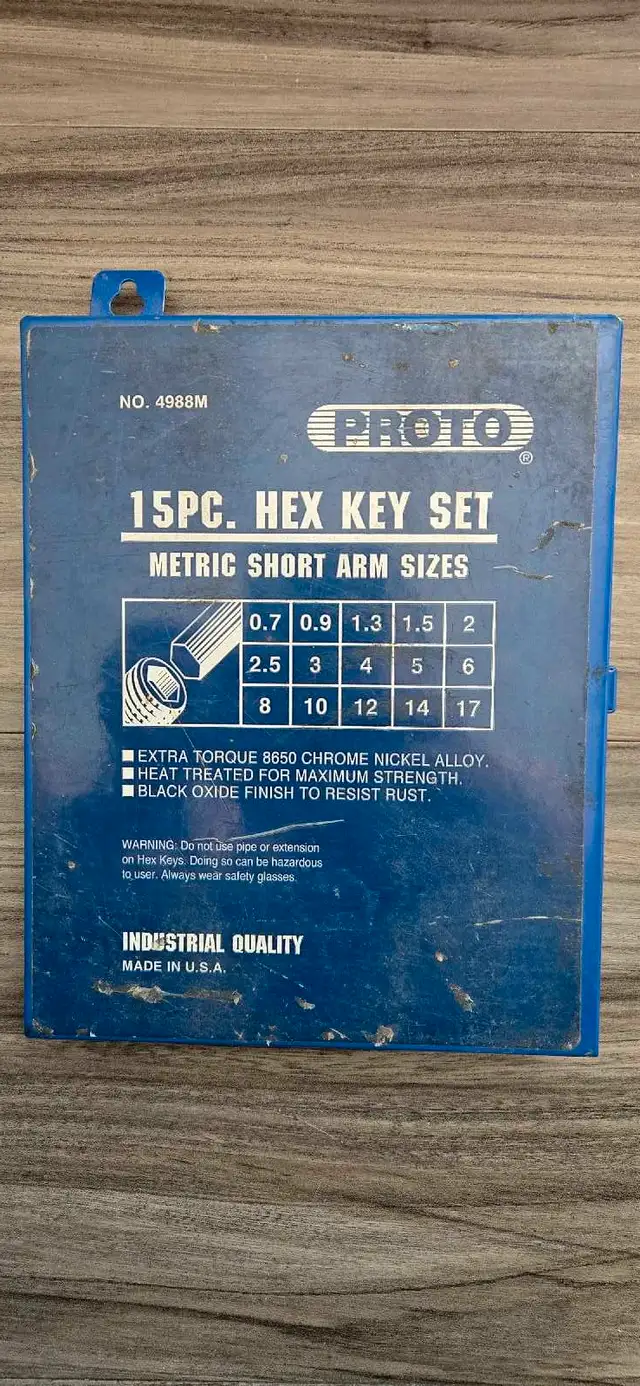 NO. 4988M
PROTO
®
15PC. HEX KEY SET
METRIC SHORT ARM SIZES
0.7 0.9 1.3 1.5 2
2.5 3 4 5 6
8 10 12 14 17
EXTRA TORQUE 8650 CHROME NICKEL ALLOY.
HEAT TREATED FOR MAXIMUM STRENGTH.
BLACK OXIDE FINISH TO RESIST RUST.
WARNING: Do not use pipe or extension
on Hex Keys. Doing so can be hazardous
to user. Always wear safety glasses.
INDUSTRIAL QUALITY
MADE IN U.S.A.